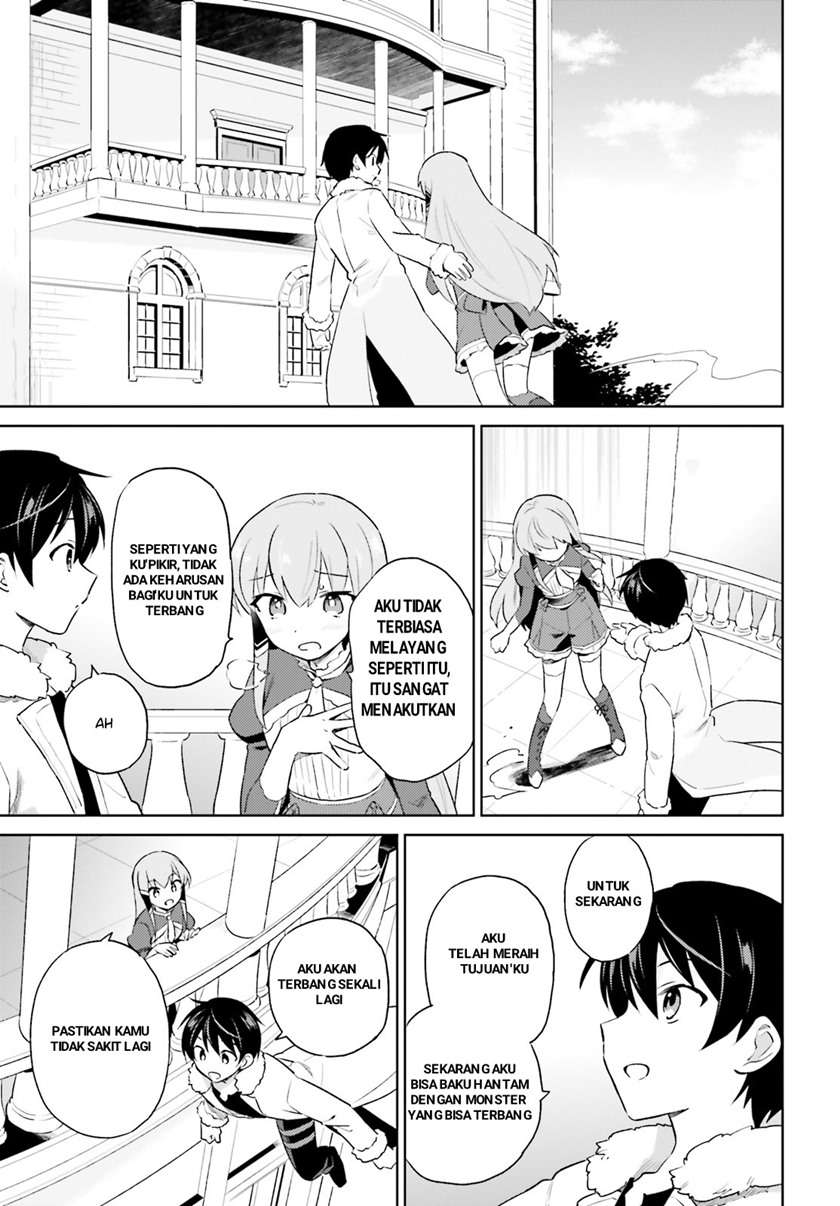 AKU TIDAK
TERBIASA
MELAYANG
SEPERTI ITU,
ITU SANGAT
MENAKUTKAN
SEPERTI YANG
KU'PIKIR, TIDAK
ADA KEHARUSAN
BAGI'KU UNTUK
TERBANG
AH
UNTUK
SEKARANG
AKU
TELAH MERAIH
TUJUAN'KU
SEKARANG AKU
BISA BAKU HANTAM
DENGAN MONSTER
YANG BISA TERBANG
AKU AKAN
TERBANG SEKALI
LAGI
PASTIKAN KAMU
TIDAK SAKIT LAGI